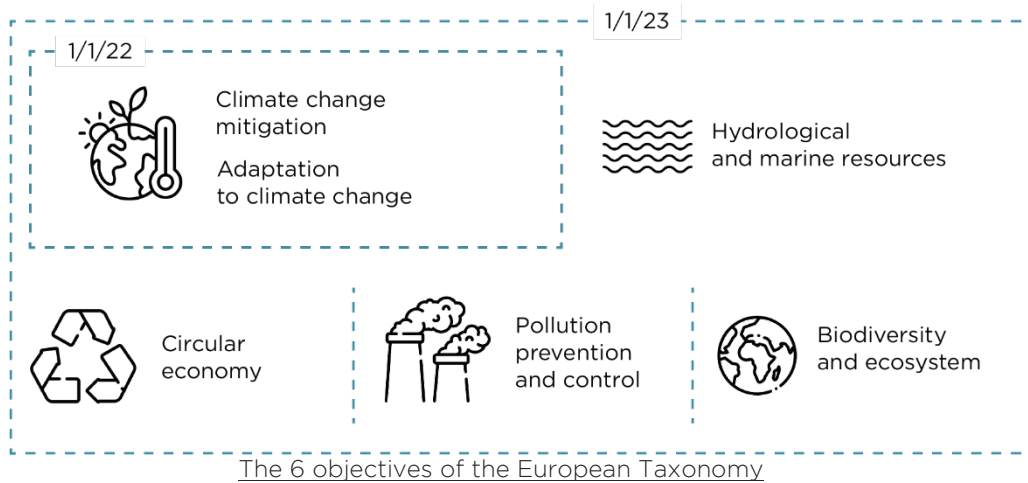 1/1/23
1/1/22
Climate change
mitigation
Adaptation
to climate change
Hydrological
and marine resources
Circular
economy
Pollution
prevention
and control
Biodiversity
and ecosystem
The 6 objectives of the European Taxonomy